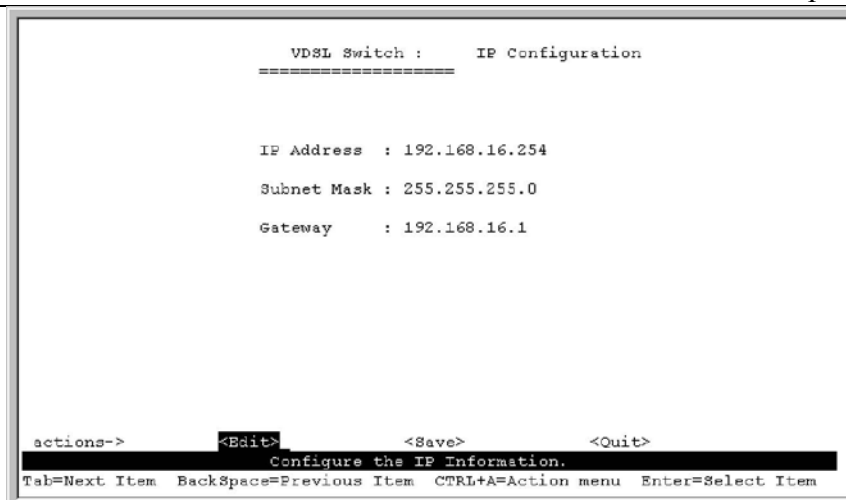 VDSL Switch : IP Configuration
===================
IP Address : 192.168.16.254
Subnet Mask : 255.255.255.0
Gateway : 192.168.16.1
actions-> <Edit> <Save> <Quit>
Configure the IP Information.
Tab=Next Item BackSpace=Previous Item CTRL+A=Action menu Enter=Select Item